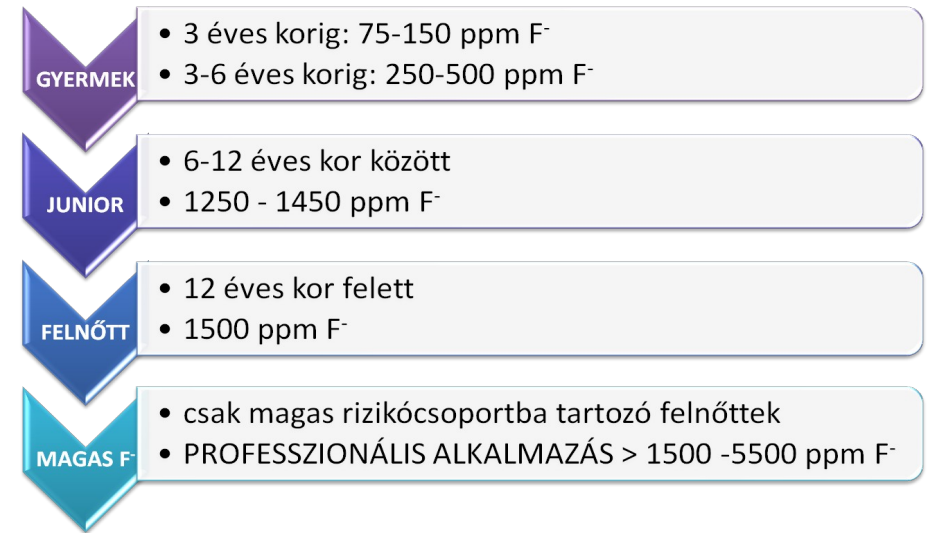 GYERMEK
• 3 éves korig: 75-150 ppm F⁻
• 3-6 éves korig: 250-500 ppm F⁻
JUNIOR
• 6-12 éves kor között
• 1250 - 1450 ppm F⁻
FELNŐTT
• 12 éves kor felett
• 1500 ppm F⁻
MAGAS F⁻
• csak magas rizikócsoportba tartozó felnőttek
• PROFESSZIONÁLIS ALKALMAZÁS > 1500 -5500 ppm F⁻